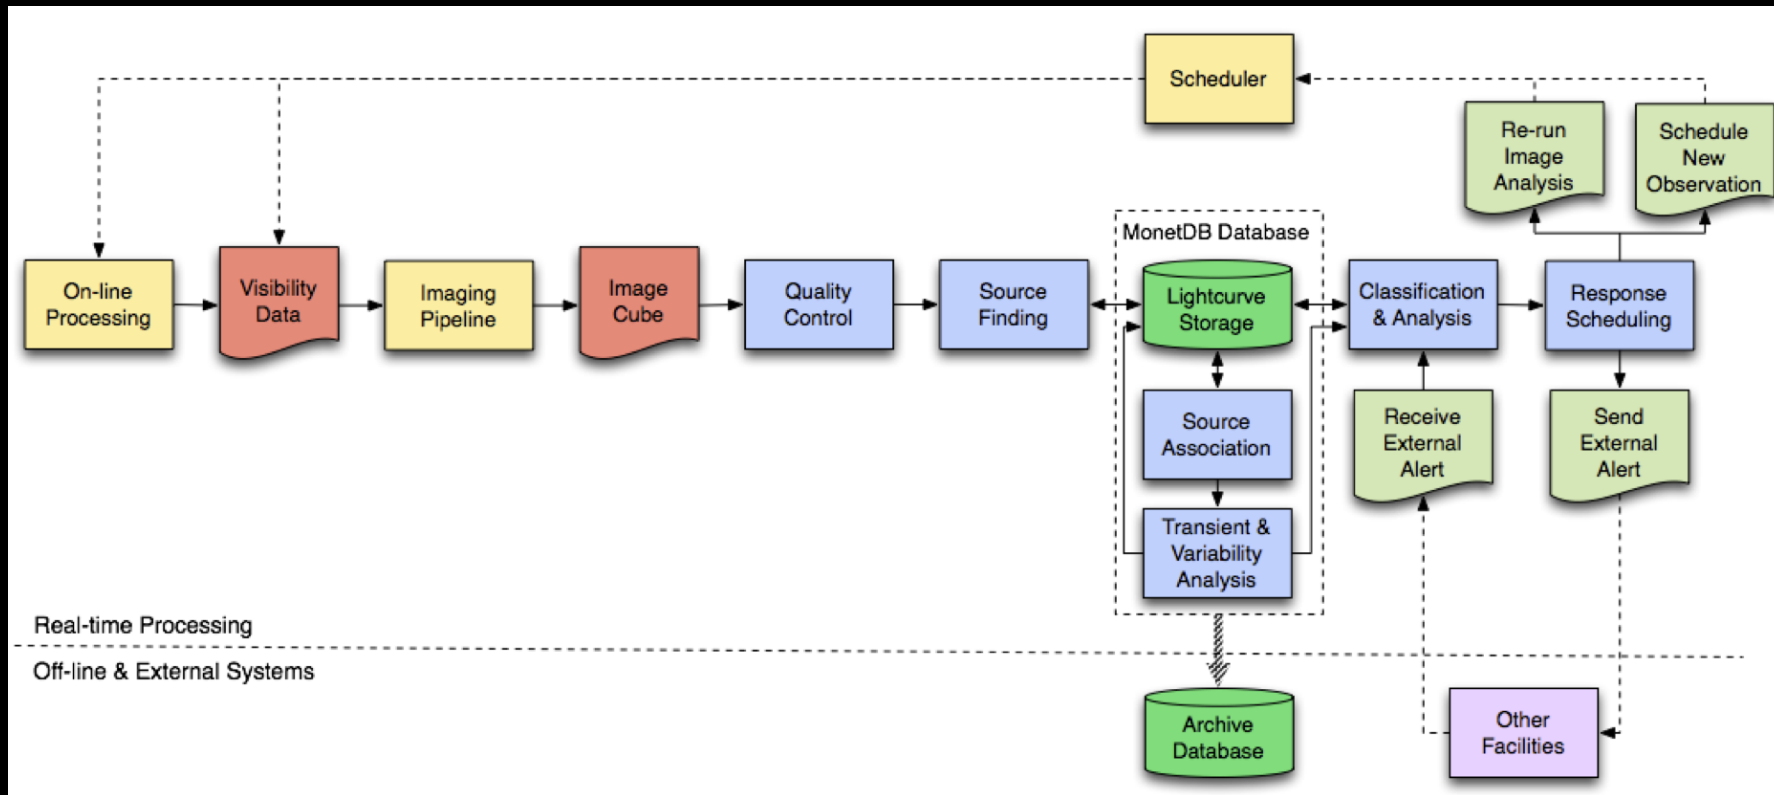 Scheduler
Re-run
Image
Analysis
Schedule
New
Observation
MonetDB Database
On-line
Processing
Visibility
Data
Imaging
Pipeline
Image
Cube
Quality
Control
Source
Finding
Lightcurve
Storage
Classification
& Analysis
Response
Scheduling
Source
Association
Receive
External
Alert
Send
External
Alert
Transient &
Variability
Analysis
Real-time Processing
Off-line & External Systems
Archive
Database
Other
Facilities